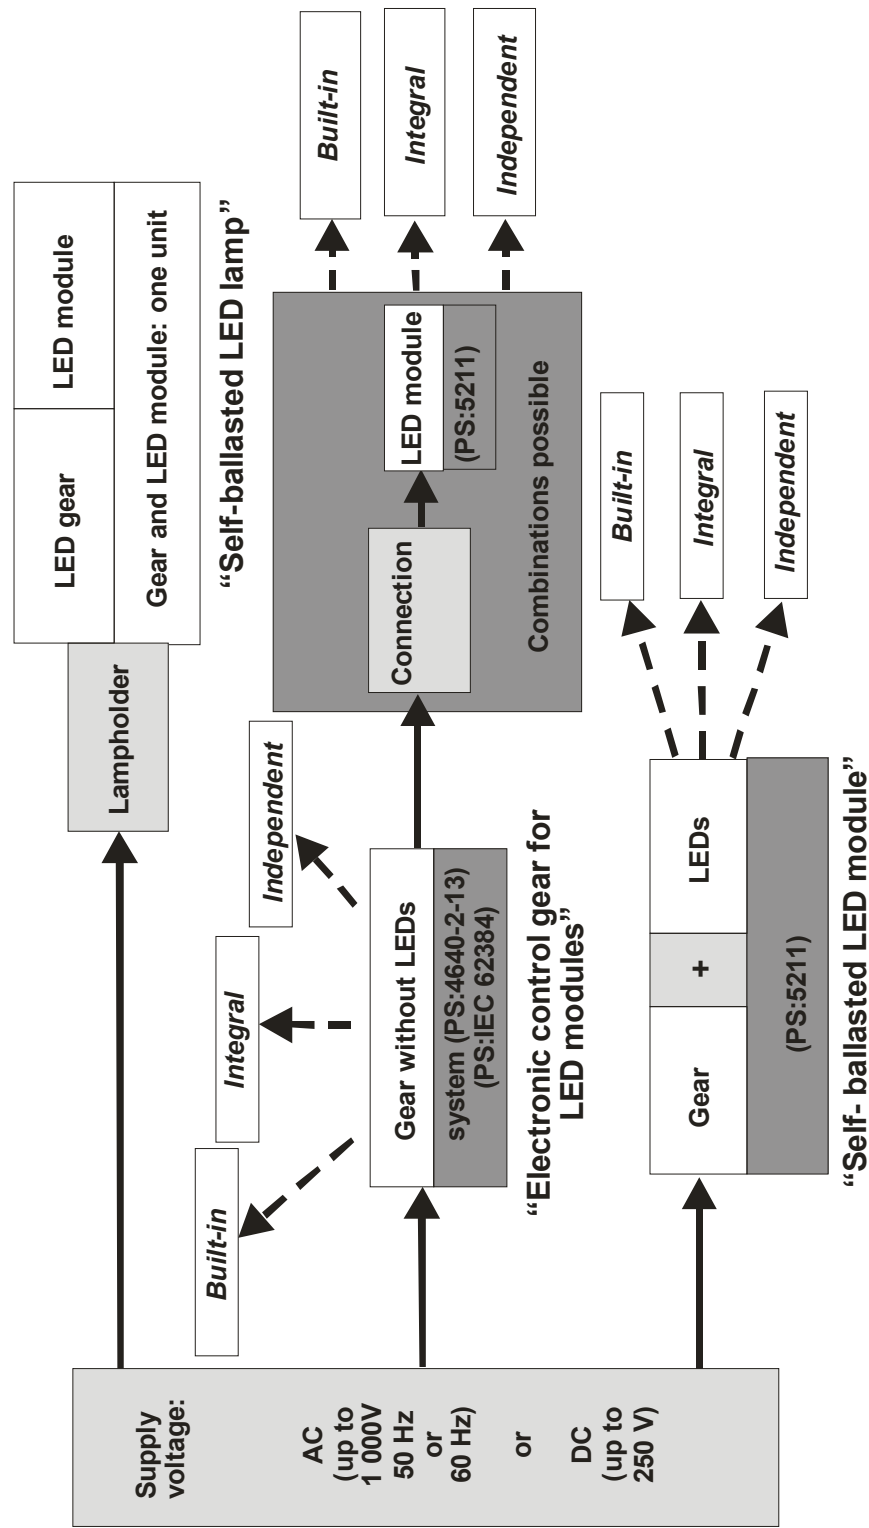 Supply
voltage:
AC
(up to
1 000V
50 Hz
or
60 Hz)
or
DC
(up to
250 V)
Lampholder
LED gear
LED module
Gear and LED module: one unit
“Self-ballasted LED lamp”
Built-in
Integral
Independent
Gear without LEDs
system (PS:4640-2-13)
(PS:IEC 62384)
“Electronic control gear for
LED modules”
Connection
LED module
(PS:5211)
Combinations possible
Built-in
Integral
Independent
Gear
+
LEDs
(PS:5211)
“Self- ballasted LED module”
Built-in
Integral
Independent